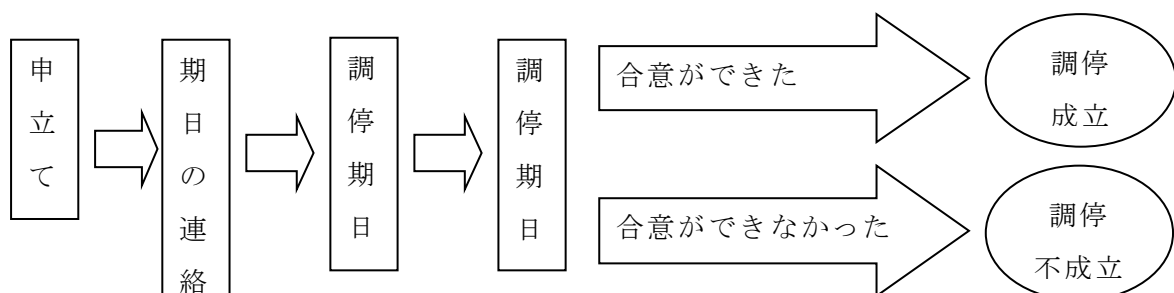 申立て
期日の連絡
調停期日
調停期日
合意ができた
調停
成立
合意ができなかった
調停
不成立